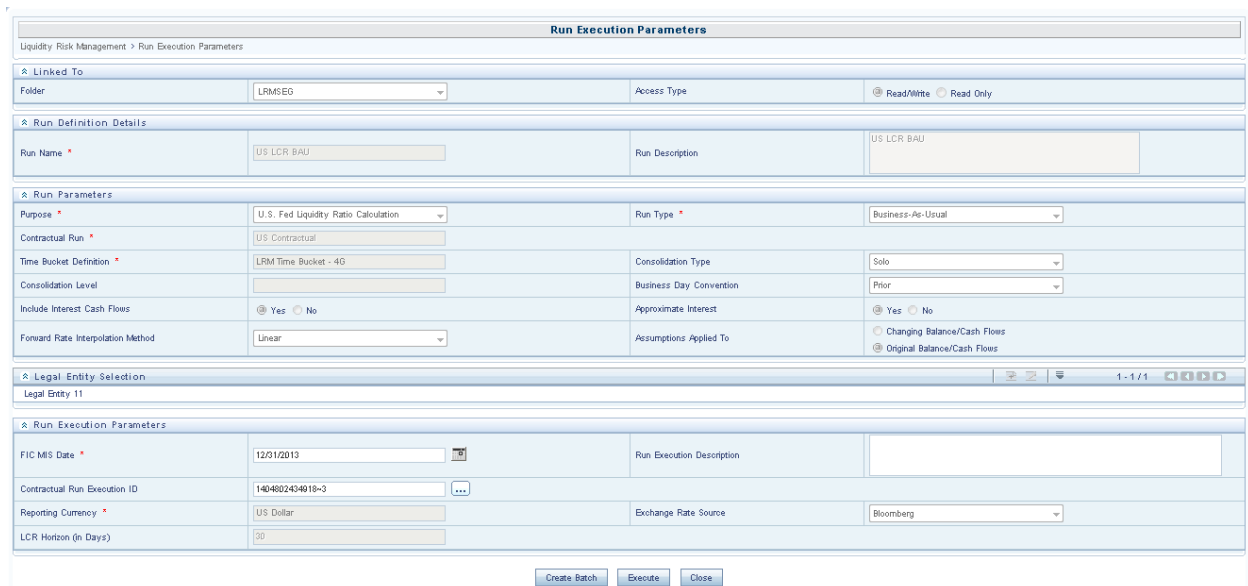 Run Execution Parameters
Liquidity Risk Management > Run Execution Parameters
Linked To
Folder LRMSEG Access Type Read/Write Read Only
Run Definition Details
Run Name * US LCR BAU Run Description US LCR BAU
Run Parameters
Purpose * U.S. Fed Liquidity Ratio Calculation Run Type * Business-As-Usual
Contractual Run * US Contractual
Time Bucket Definition * LRM Time Bucket - 4G Consolidation Type Solo
Consolidation Level Business Day Convention Prior
Include Interest Cash Flows Yes No Approximate Interest Yes No
Forward Rate Interpolation Method Linear Assumptions Applied To Changing Balance/Cash Flows
Original Balance/Cash Flows
Legal Entity Selection 1-1/1
Legal Entity 11
Run Execution Parameters
FIC MIS Date * 12/31/2013 Run Execution Description
Contractual Run Execution ID 1404802434918~3 ...
Reporting Currency * US Dollar Exchange Rate Source Bloomberg
LCR Horizon (in Days) 30
Create Batch Execute Close